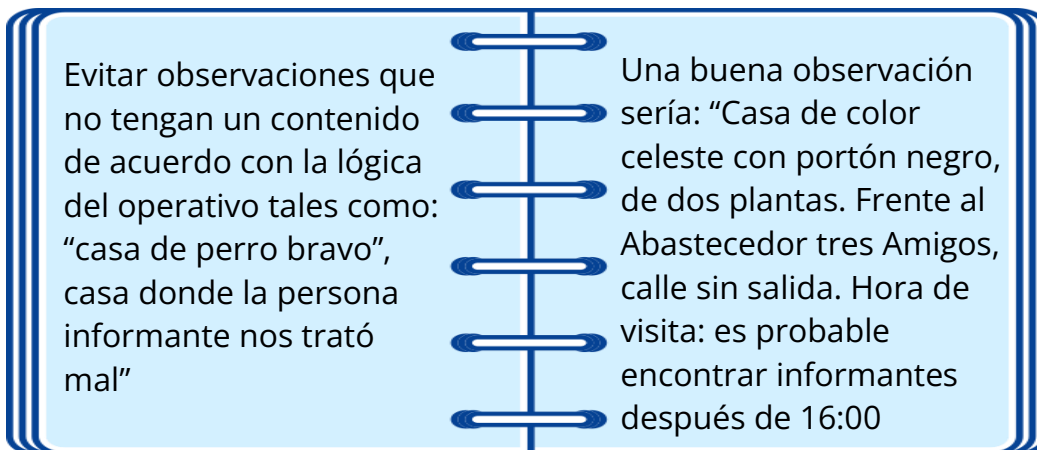 Evitar observaciones que
no tengan un contenido
de acuerdo con la lógica
del operativo tales como:
“casa de perro bravo”,
casa donde la persona
informante nos trató
mal”
Una buena observación
sería: “Casa de color
celeste con portón negro,
de dos plantas. Frente al
Abastecedor tres Amigos,
calle sin salida. Hora de
visita: es probable
encontrar informantes
después de 16:00